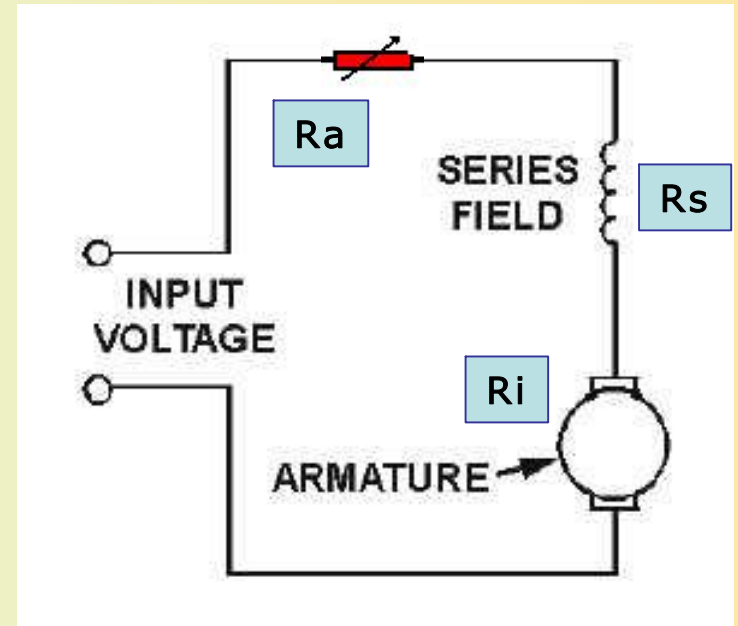 Ra
SERIES
FIELD
Rs
INPUT
VOLTAGE
Ri
ARMATURE